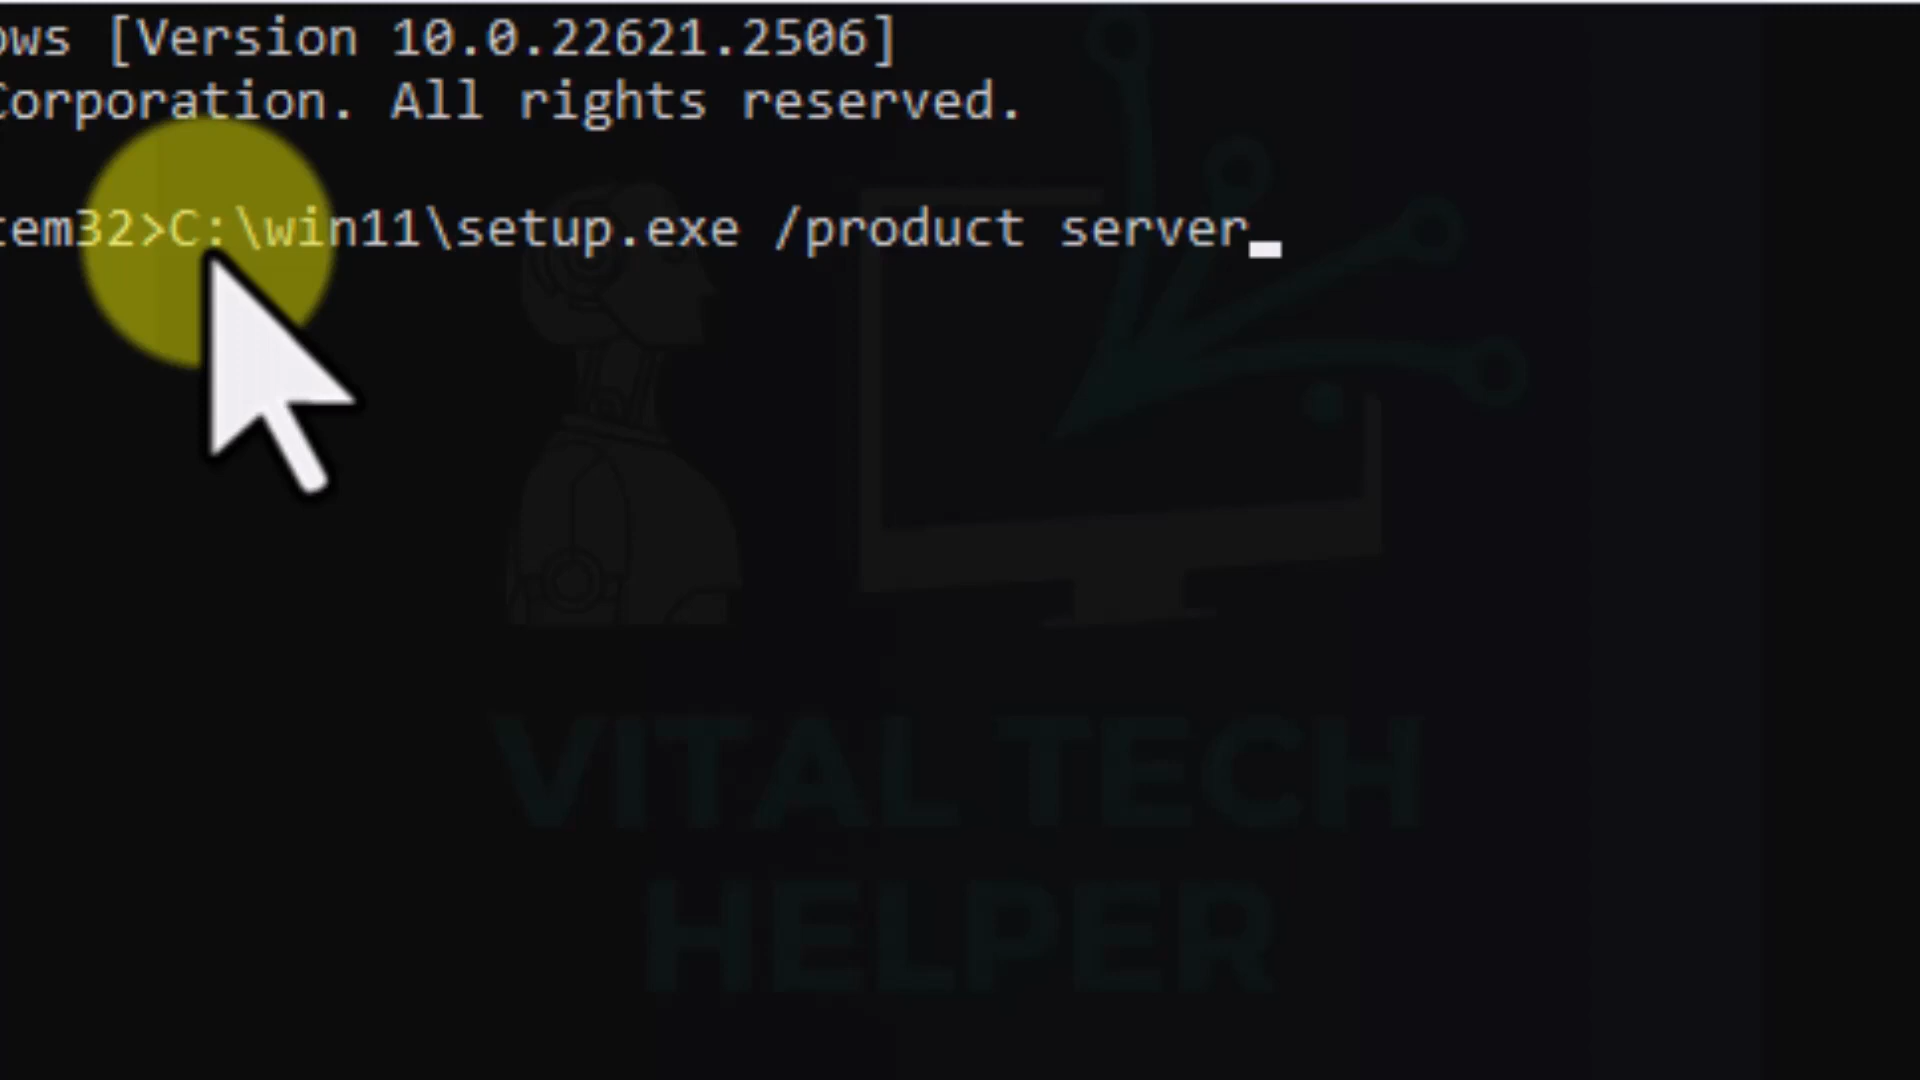 ows [Version 10.0.22621.2506]
Corporation. All rights reserved.
tem32>C:\win11\setup.exe /product server
VITAL TECH
HELPER